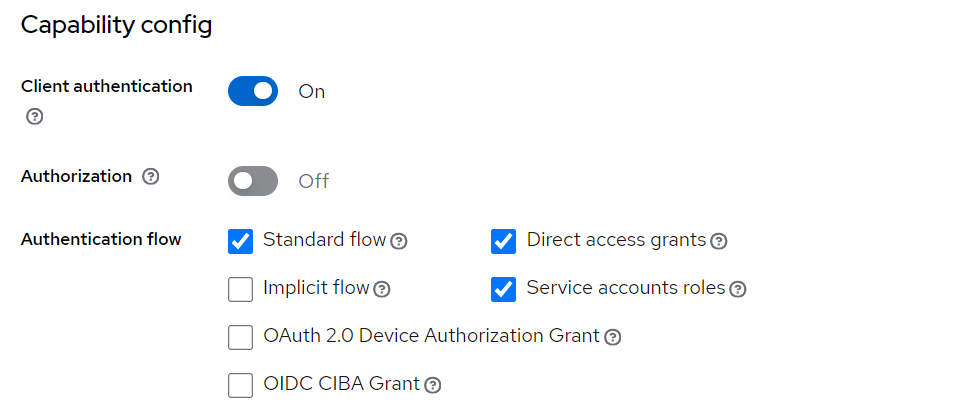 Capability config
Client authentication
On
Authorization
Off
Authentication flow
Standard flow
Direct access grants
Implicit flow
Service accounts roles
OAuth 2.0 Device Authorization Grant
OIDC CIBA Grant